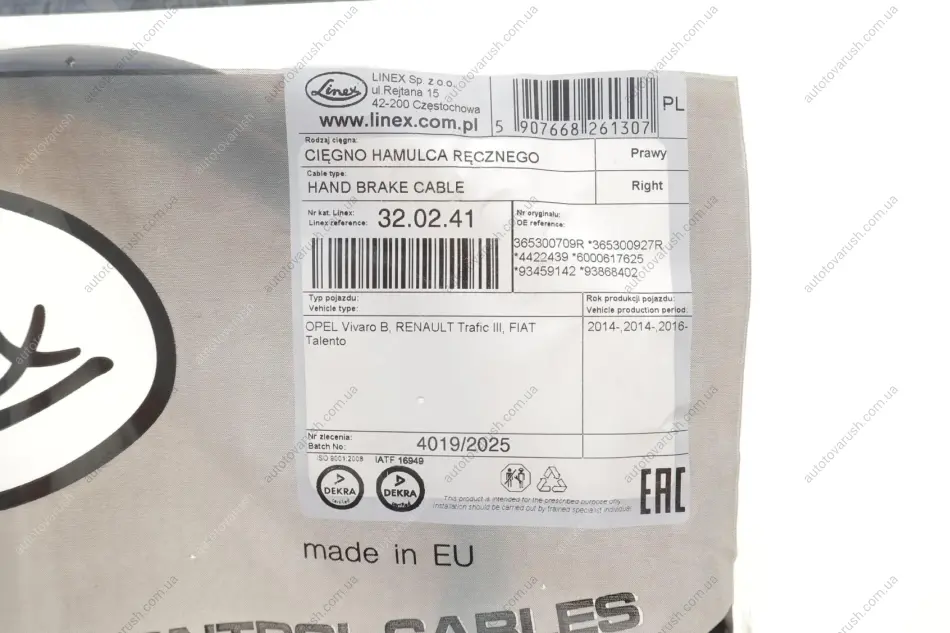 Linex
LINEX Sp. z o.o.
ul.Rejtana 15
42-200 Częstochowa
www.linex.com.pl
5 907668 261307
PL
Rodzaj cięgna:
CIĘGNO HAMULCA RĘCZNEGO
Prawy
Cable type:
HAND BRAKE CABLE
Right
Nr kat. Linex:
Linex reference:
32.02.41
Nr oryginału:
OE reference:
365300709R *365300927R
*4422439 *6000617625
*93459142 *93868402
Typ pojazdu:
Vehicle type:
Rok produkcji pojazdu:
Vehicle production period:
OPEL Vivaro B, RENAULT Trafic III, FIAT
Talento
2014-,2014-,2016-
Nr zlecenia:
Batch No:
4019/2025
ISO 9001:2008
IATF 16949
DEKRA
DEKRA
This product is intended for the prescribed purpose only.
Installation should be carried out by trained specialist individual.
EAC
made in EU
CONTROL CABLES
autotovarush.com.ua